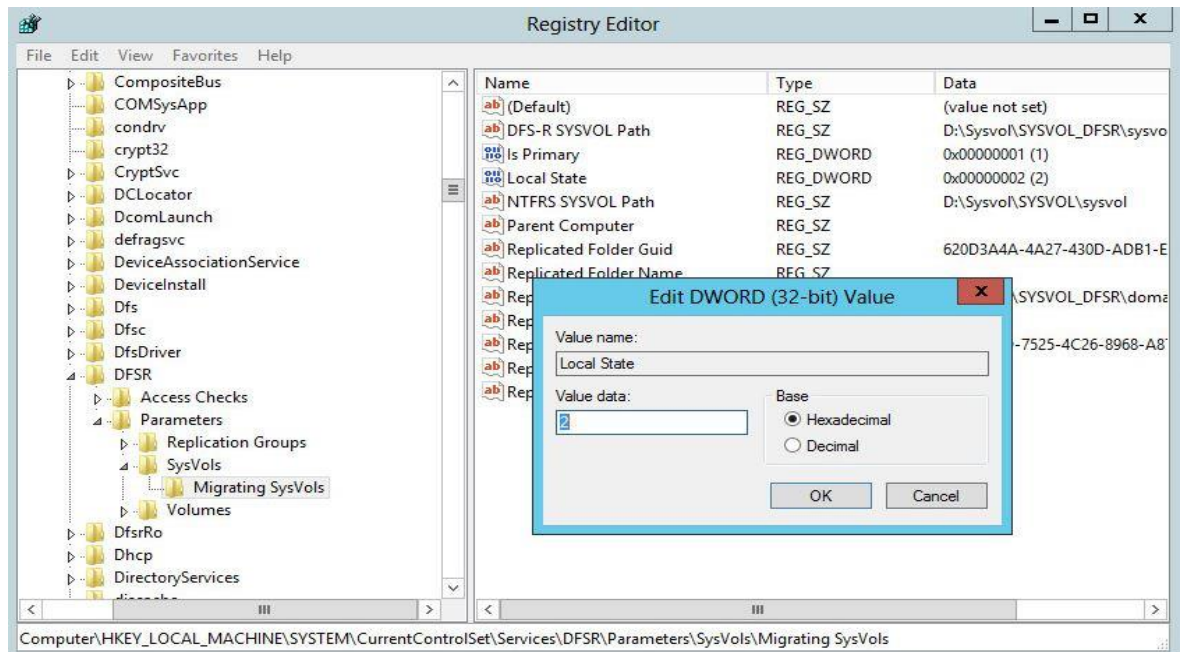 Registry Editor
File Edit View Favorites Help
CompositeBus
COMSysApp
condrv
crypt32
CryptSvc
DCLocator
DcomLaunch
defragsvc
DeviceAssociationService
DeviceInstall
Dfs
Dfsc
DfsDriver
DFSR
Access Checks
Parameters
Replication Groups
SysVols
Migrating SysVols
Volumes
DfsrRo
Dhcp
DirectoryServices
Name Type Data
(Default) REG_SZ (value not set)
DFS-R SYSVOL Path REG_SZ D:\Sysvol\SYSVOL_DFSR\sysvo
Is Primary REG_DWORD 0x00000001 (1)
Local State REG_DWORD 0x00000002 (2)
NTFRS SYSVOL Path REG_SZ D:\Sysvol\SYSVOL\sysvol
Parent Computer REG_SZ
Replicated Folder Guid REG_SZ 620D3A4A-4A27-430D-ADB1-E
Replicated Folder Name REG_SZ
Rep \SYSVOL_DFSR\doma
Rep
Rep -7525-4C26-8968-A8
Rep
Rep
Edit DWORD (32-bit) Value
Value name:
Local State
Value data:
2
Base
Hexadecimal
Decimal
OK Cancel
Computer\HKEY_LOCAL_MACHINE\SYSTEM\CurrentControlSet\Services\DFSR\Parameters\SysVols\Migrating SysVols